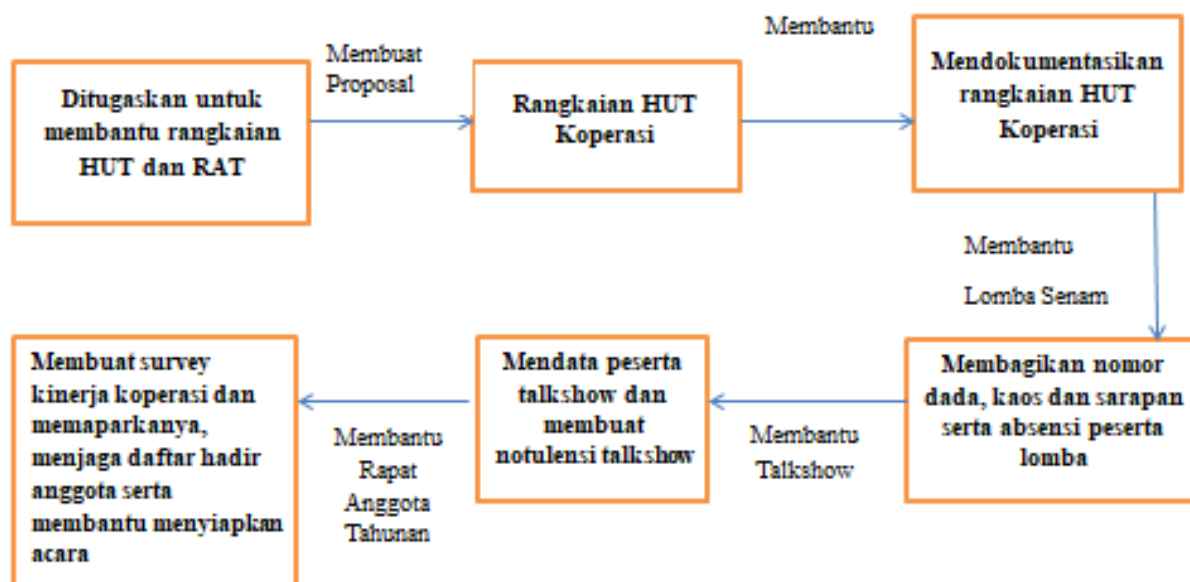 Ditugaskan untuk
membantu rangkaian
HUT dan RAT
Membuat
Proposal
Rangkaian HUT
Koperasi
Membantu
Mendokumentasikan
rangkaian HUT
Koperasi
Membantu
Lomba Senam
Membagikan nomor
dada, kaos dan sarapan
serta absensi peserta
lomba
Membantu
Talkshow
Mendata peserta
talkshow dan
membuat
notulensi talkshow
Membantu
Rapat
Anggota
Tahunan
Membuat survey
kinerja koperasi dan
memaparkanya,
menjaga daftar hadir
anggota serta
membantu menyiapkan
acara